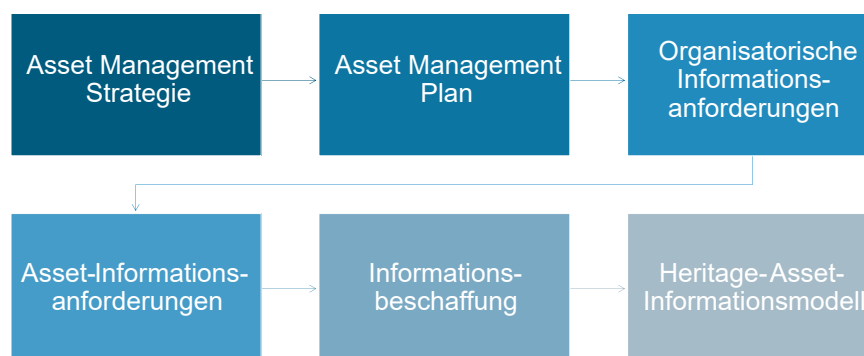 Asset Management
Strategie
Asset Management
Plan
Organisatorische
Informations-
anforderungen
Asset-Informations-
anforderungen
Informations-
beschaffung
Heritage-Asset-
Informationsmodell